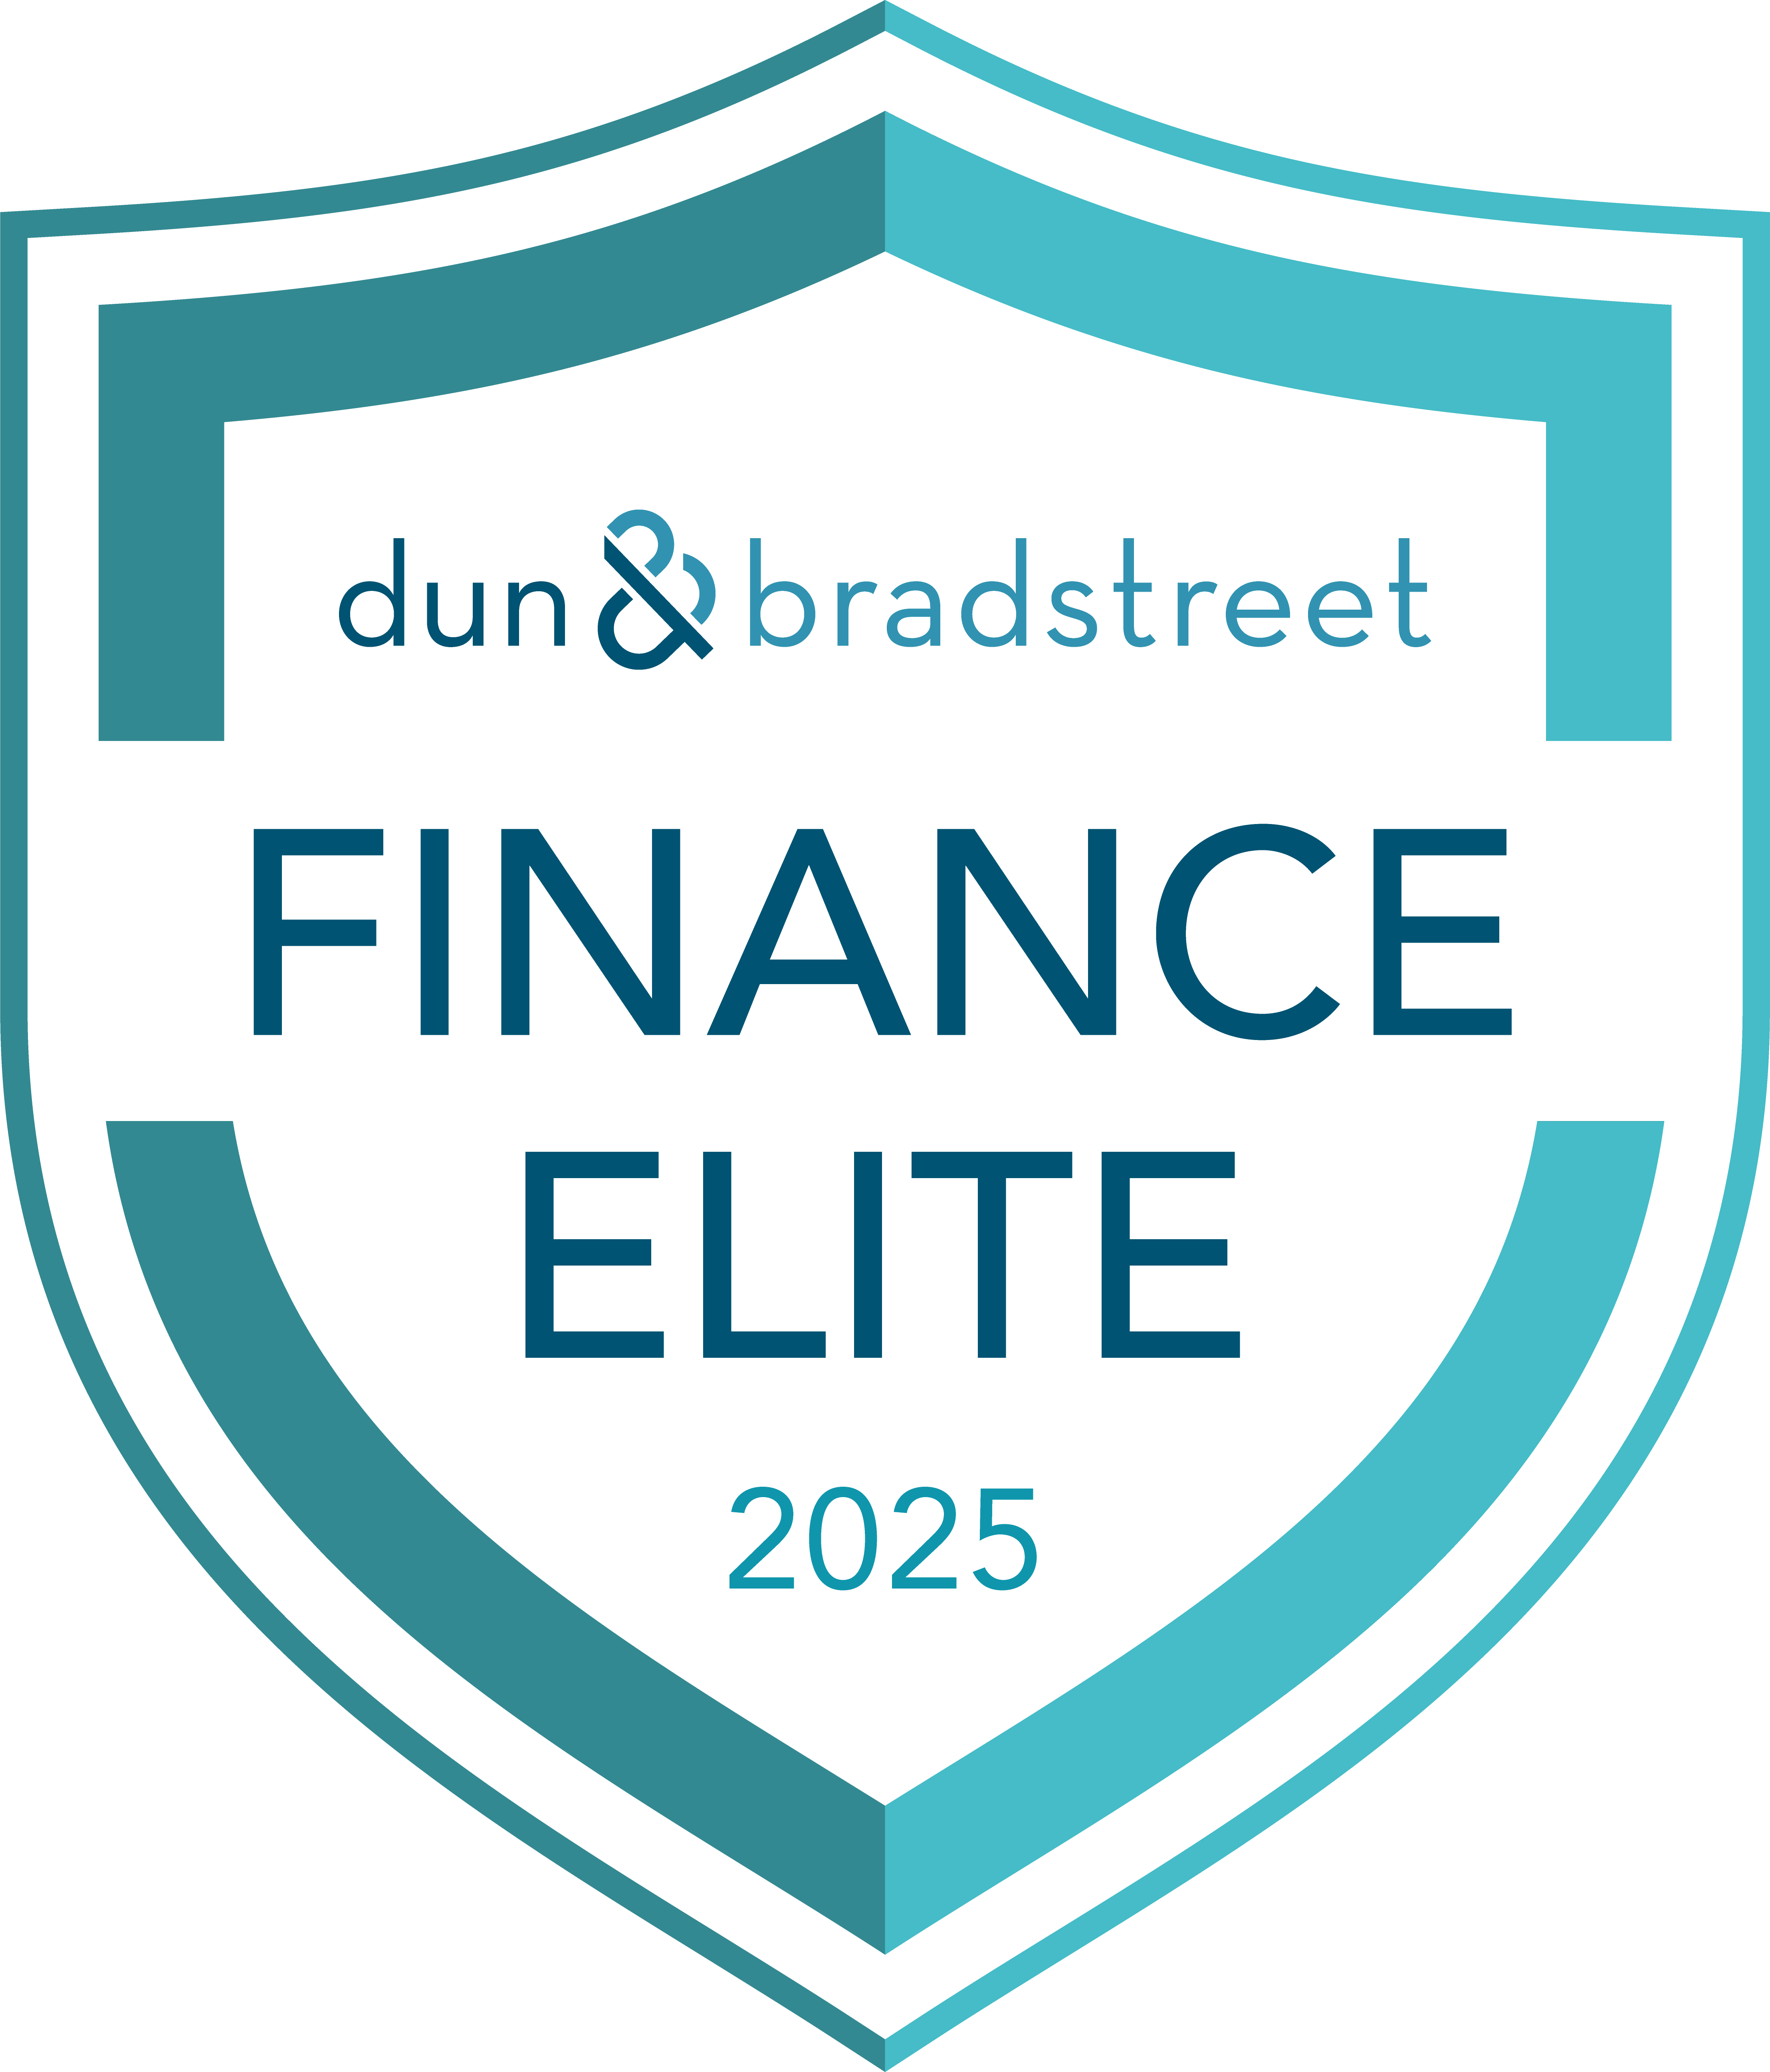 dun & bradstreet
FINANCE
ELITE
2025